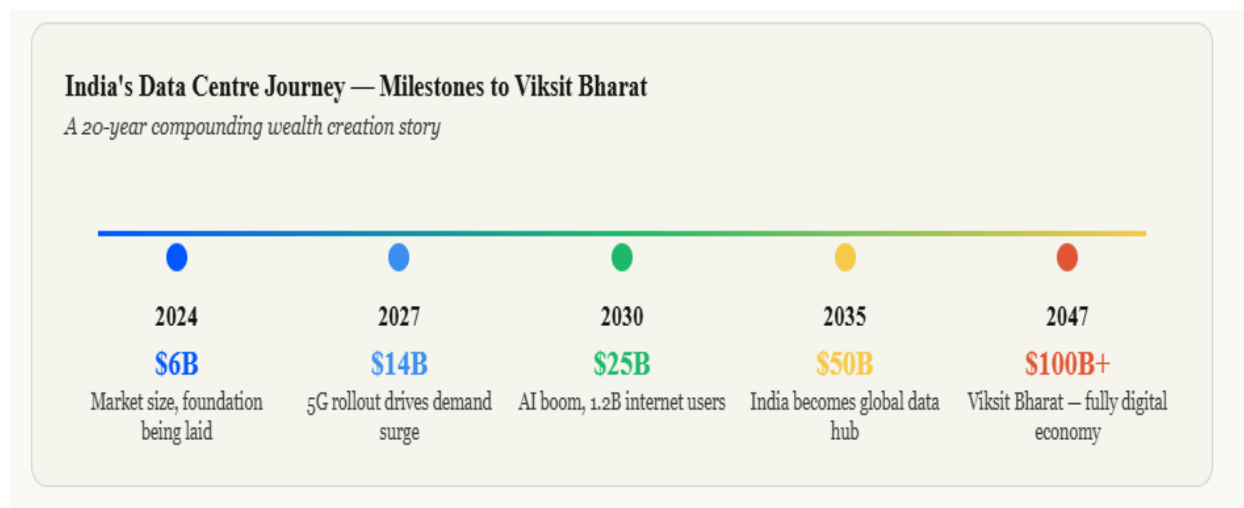 India's Data Centre Journey — Milestones to Viksit Bharat
A 20-year compounding wealth creation story
2024
$6B
Market size, foundation
being laid
2027
$14B
5G rollout drives demand
surge
2030
$25B
AI boom, 1.2B internet users
2035
$50B
India becomes global data
hub
2047
$100B+
Viksit Bharat — fully digital
economy